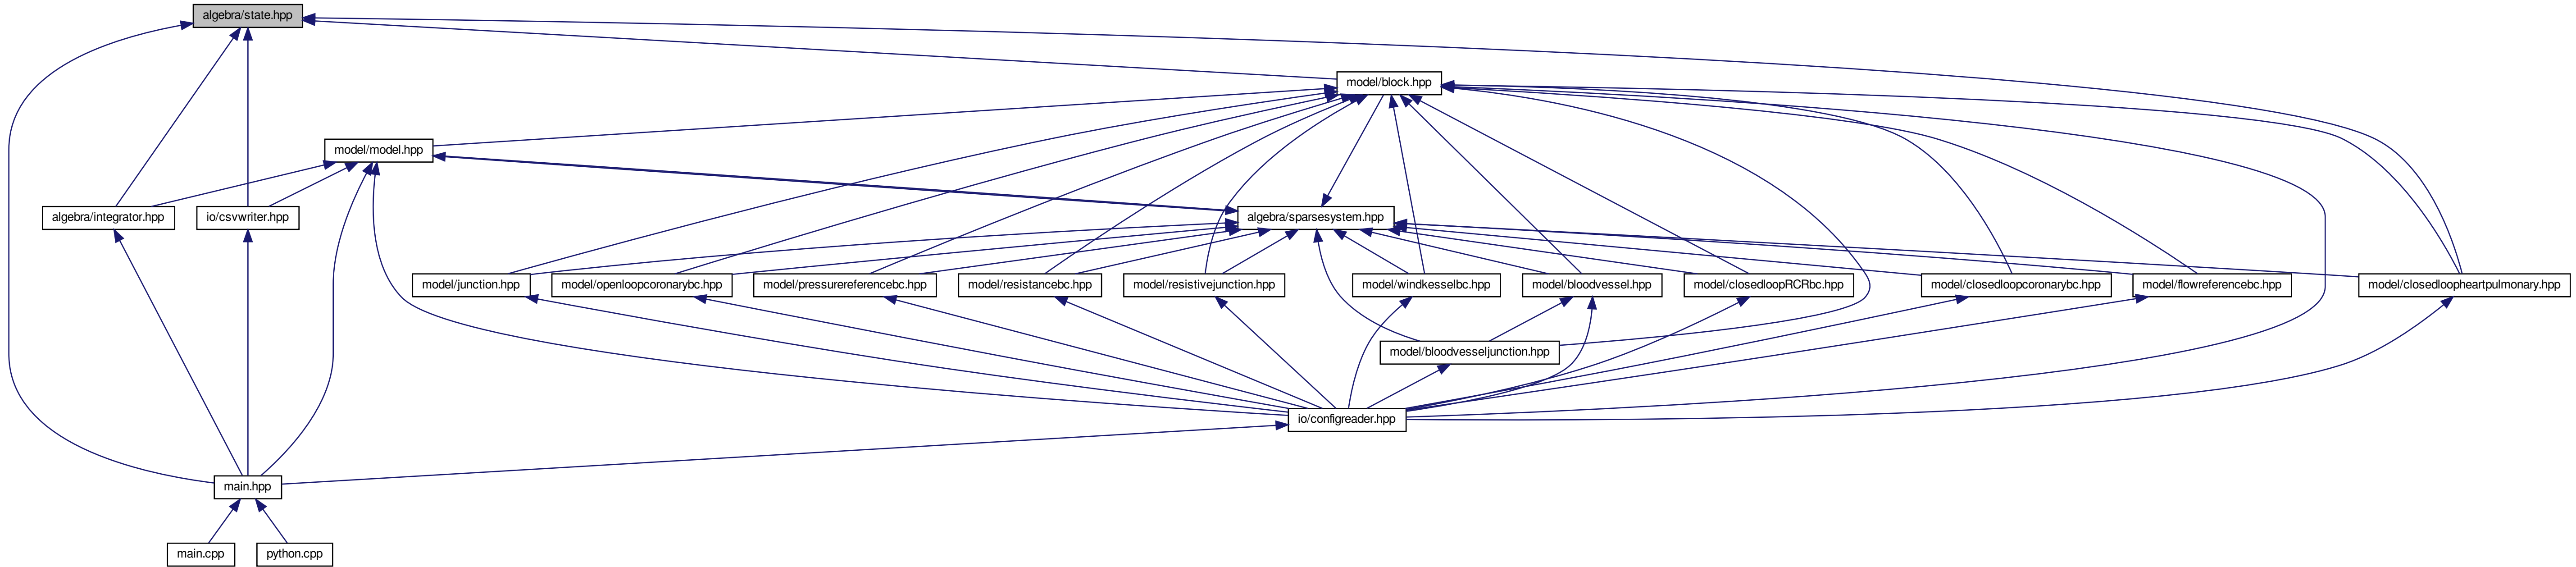 algebra/state.hpp
model/block.hpp
model/model.hpp
algebra/integrator.hpp
io/csvwriter.hpp
algebra/sparsesystem.hpp
model/junction.hpp
model/openloopcoronarybc.hpp
model/pressurereferencebc.hpp
model/resistancebc.hpp
model/resistivejunction.hpp
model/windkesselbc.hpp
model/bloodvessel.hpp
model/closedloopRCRbc.hpp
model/closedloopcoronarybc.hpp
model/flowreferencebc.hpp
model/closedloopheartpulmonary.hpp
model/bloodvesseljunction.hpp
io/configreader.hpp
main.hpp
main.cpp
python.cpp